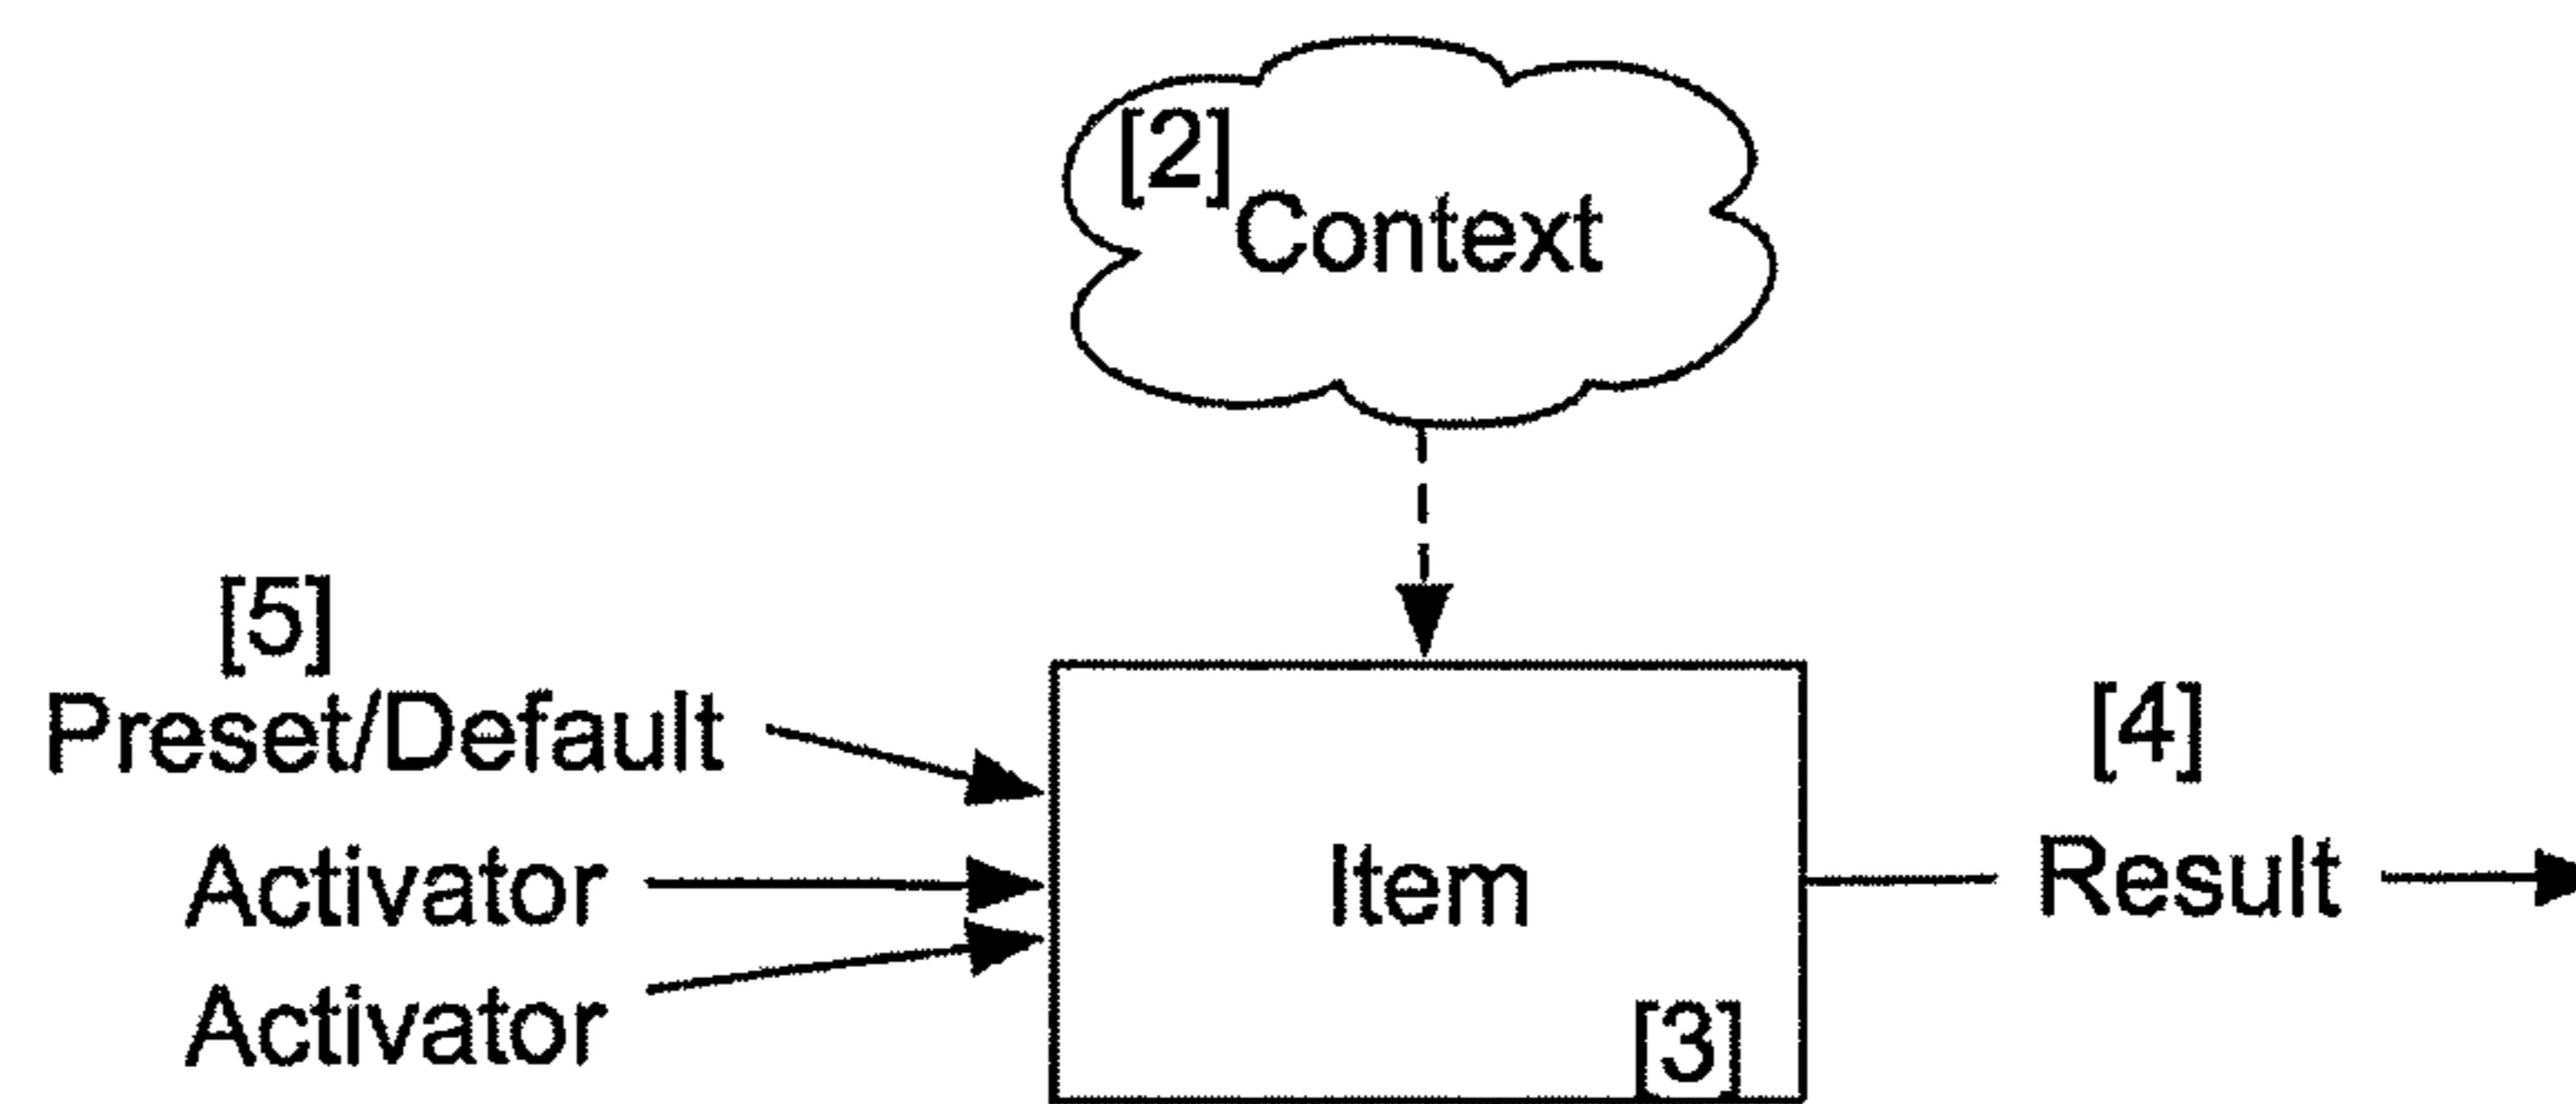 [2]
Context
[5]
Preset/Default
Activator
Activator
Item
[3]
[4]
Result